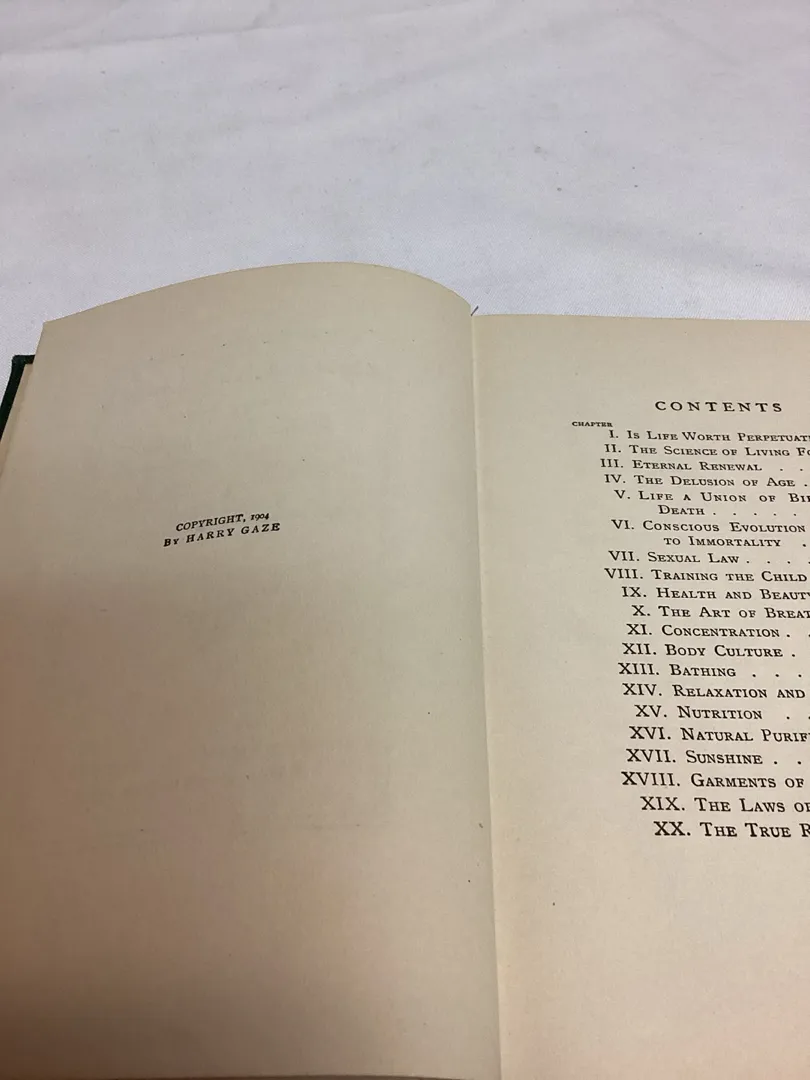 COPYRIGHT, 1904
BY HARRY GAZE
CONTENTS
CHAPTER
I. IS LIFE WORTH
II. THE SCIENCE OF LIVING
III. ETERNAL RENEWAL . .
IV. THE DELUSION OF AGE .
V. LIFE A UNION OF
DEATH . . . . .
VI. CONSCIOUS EVOLUTION
TO IMMORTALITY .
VII. SEXUAL LAW . . . .
VIII. TRAINING THE CHILD
IX. HEALTH AND
X. THE ART OF
XI. CONCENTRATION . .
XII. BODY CULTURE .
XIII. BATHING . . .
XIV. RELAXATION AND
XV. NUTRITION . .
XVI. NATURAL
XVII. SUNSHINE . .
XVIII. GARMENTS OF
XIX. THE LAWS
XX. THE TRUE